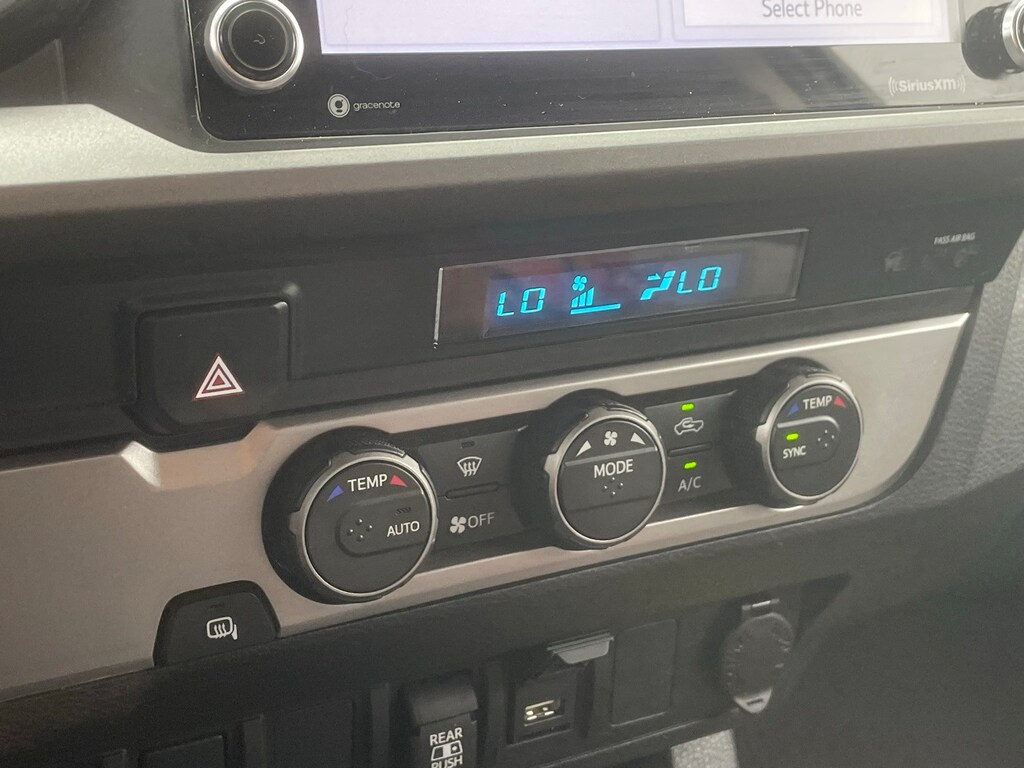 Select Phone
gracenote
SiriusXM
PASS AIR BAG
LO LO
TEMP
AUTO
OFF
MODE
A/C
TEMP
SYNC
REAR
PUSH